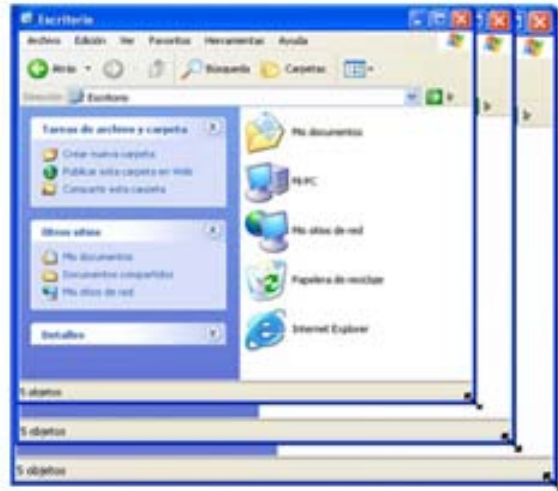 Escritorio
Archivo Edición Ver Favoritos Herramientas Ayuda
Atrás Búsqueda Carpetas
Dirección Escritorio Ir
Tareas de archivo y carpeta
Crear nueva carpeta
Publicar esta carpeta en Web
Compartir esta carpeta
Otros sitios
Mis documentos
Documentos compartidos
Mis sitios de red
Detalles
Mis documentos
Mi PC
Mis sitios de red
Papelera de reciclaje
Internet Explorer
5 objetos
5 objetos
5 objetos